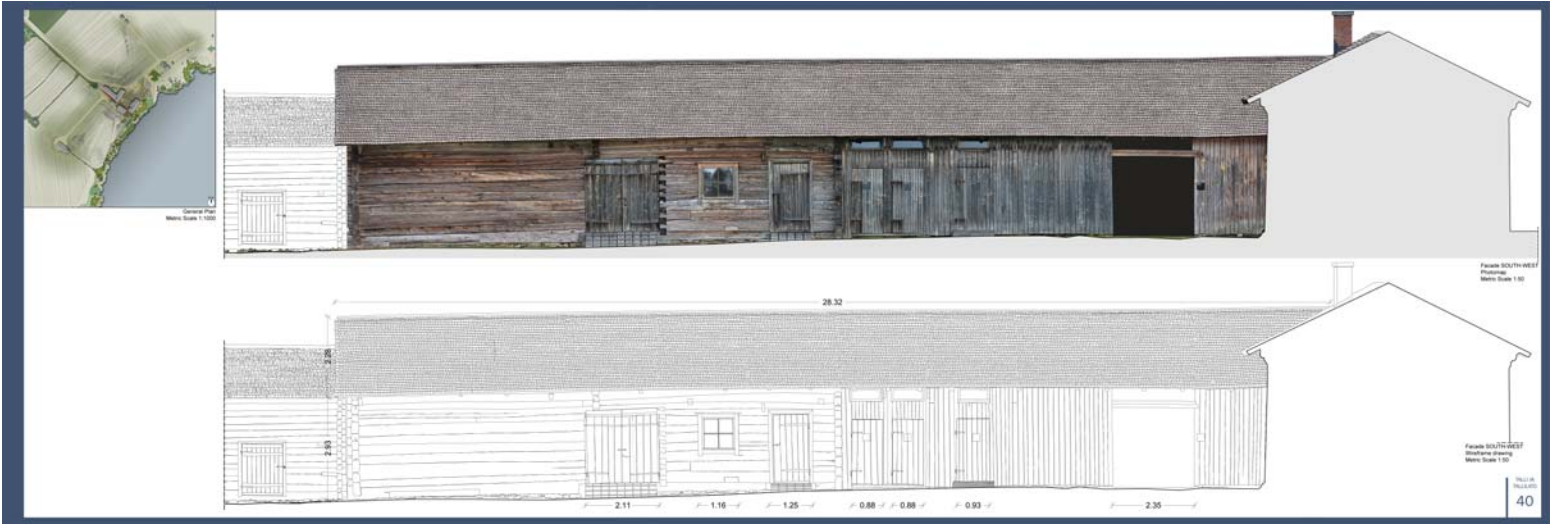 General Plan
Metric Scale 1:1000
Facade SOUTH-WEST
Photomap
Metric Scale 1:50
28.32
2.28
2.93
Facade SOUTH-WEST
Wireframe drawing
Metric Scale 1:50
2.11
1.16
1.25
0.88
0.88
0.93
2.35
TALLI JA
TALLILATO
40